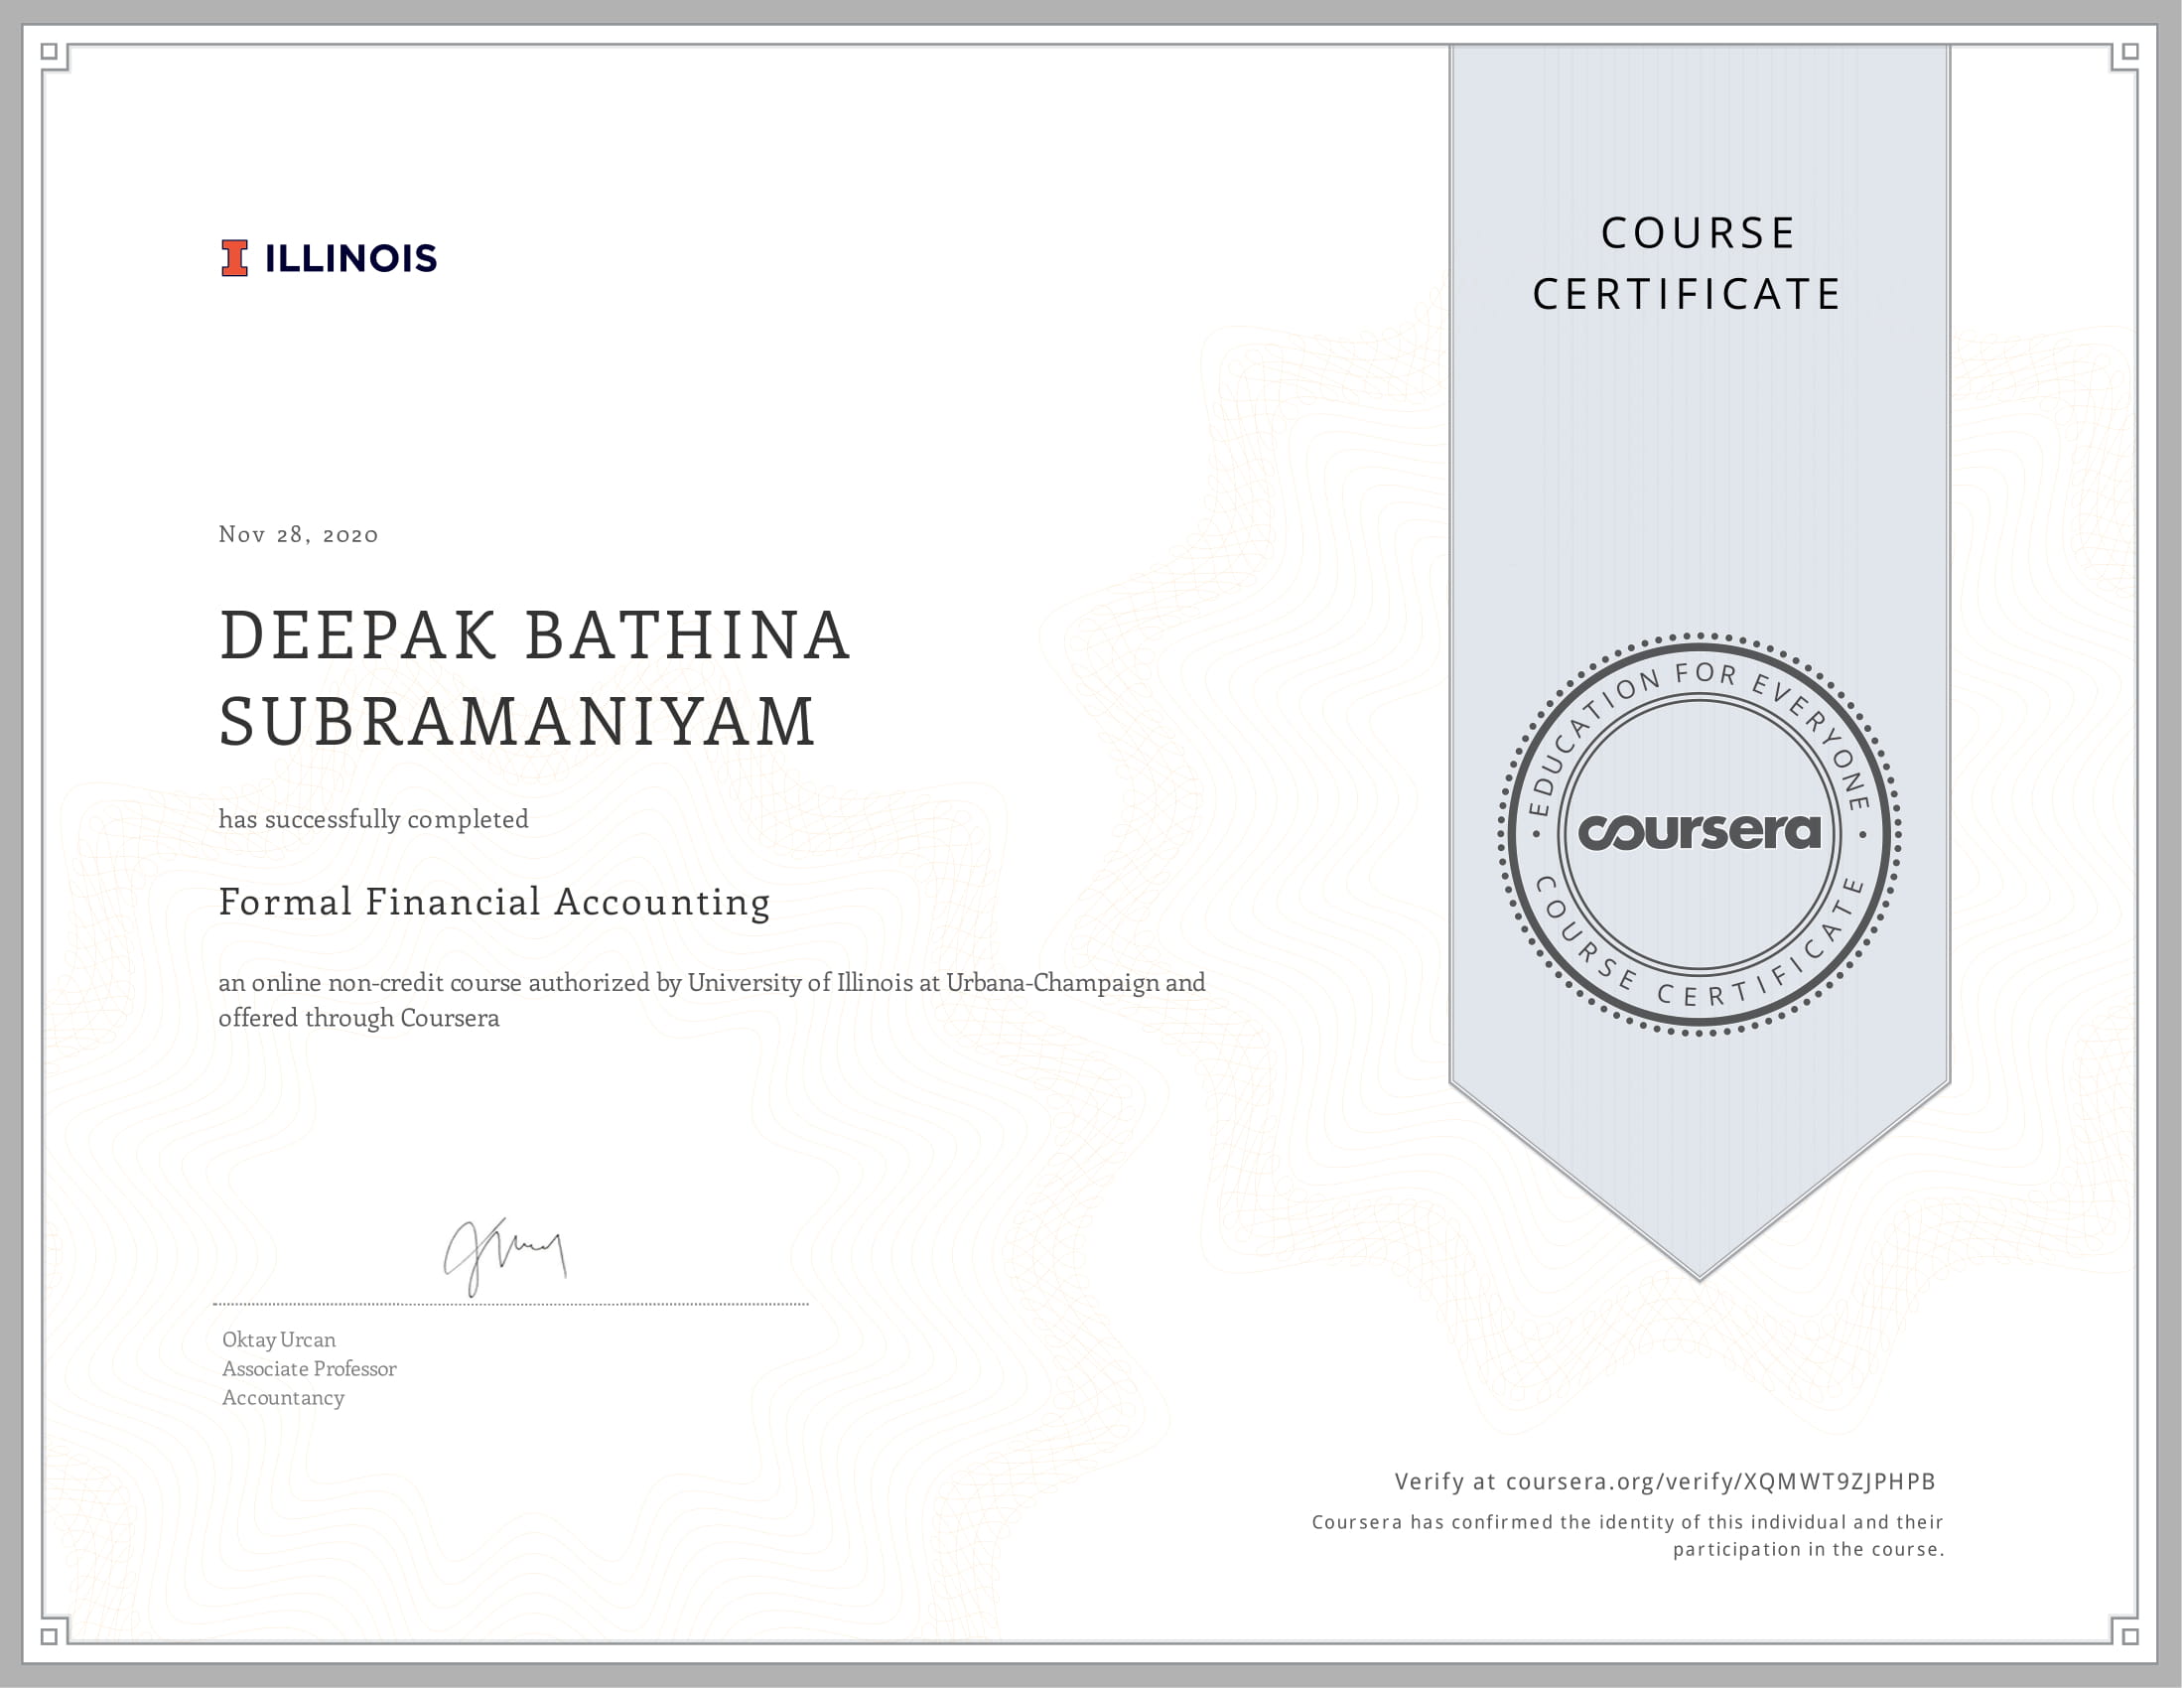 ILLINOIS
COURSE
CERTIFICATE
Nov 28, 2020
DEEPAK BATHINA
SUBRAMANIYAM
has successfully completed
Formal Financial Accounting
an online non-credit course authorized by University of Illinois at Urbana-Champaign and
offered through Coursera
EDUCATION FOR EVERYONE
coursera
COURSE CERTIFICATE
Oktay Urcan
Associate Professor
Accountancy
Verify at coursera.org/verify/XQMWT9ZJPHPB
Coursera has confirmed the identity of this individual and their
participation in the course.